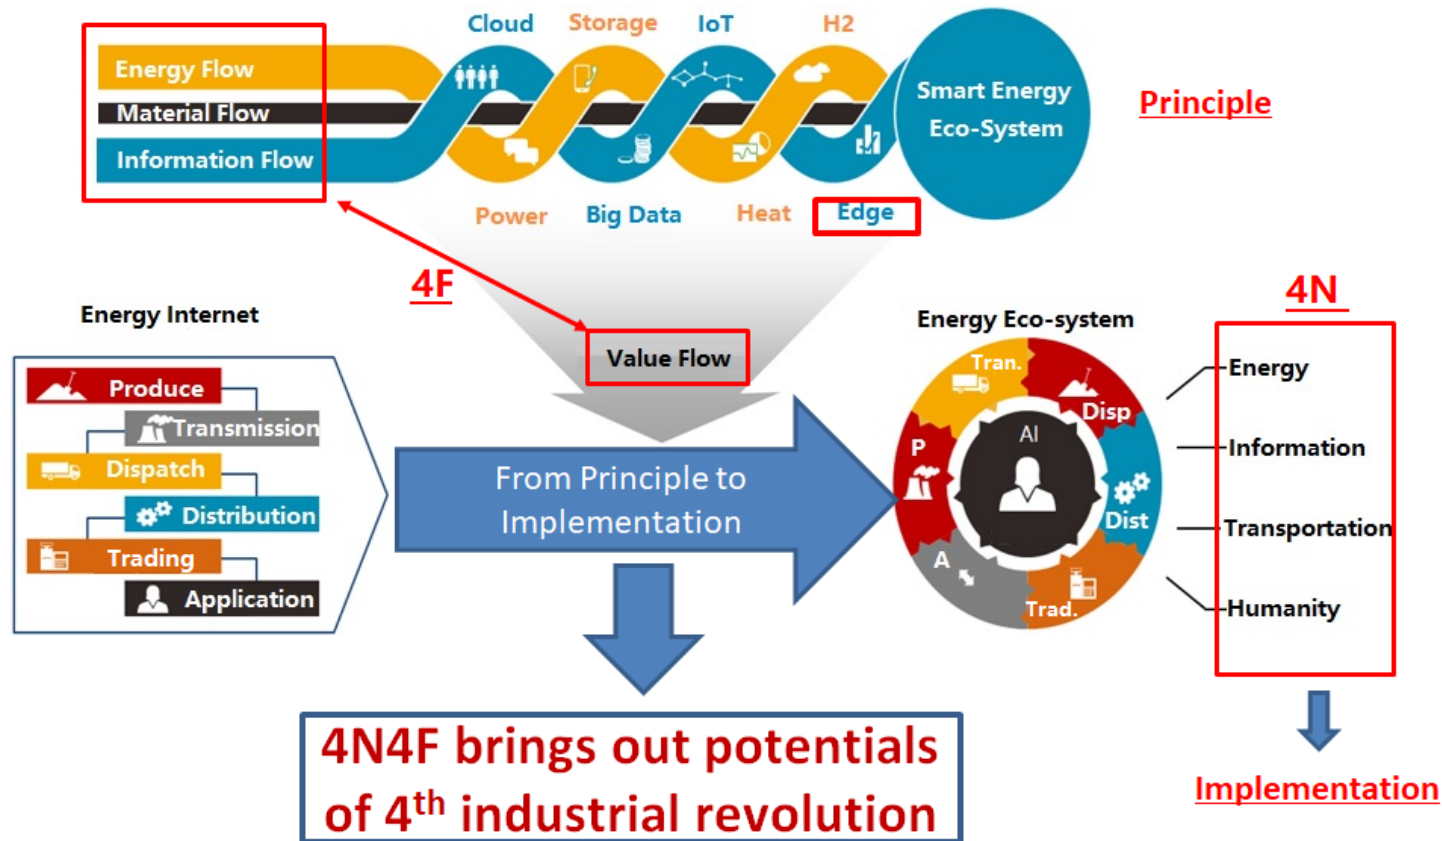 Cloud
Storage
IoT
H2
Energy Flow
Material Flow
Information Flow
Smart Energy
Eco-System
Principle
Power
Big Data
Heat
Edge
4F
4N
Energy Internet
Value Flow
Energy Eco-system
Produce
Transmission
Dispatch
Distribution
Trading
Application
From Principle to
Implementation
Tran.
Disp
P
AI
Dist
A
Trad.
Energy
Information
Transportation
Humanity
4N4F brings out potentials
of 4th industrial revolution
Implementation